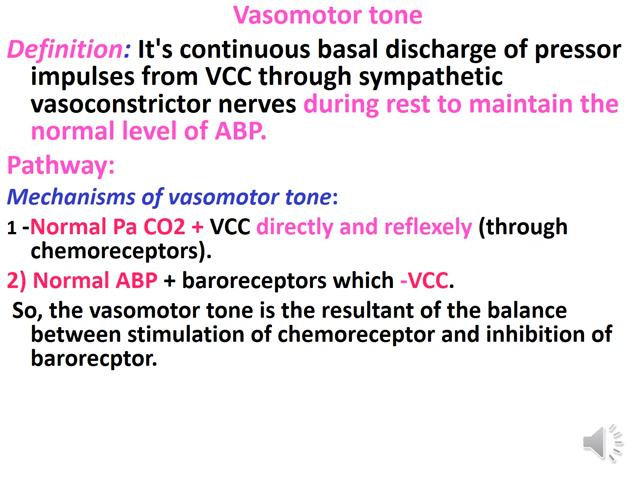 Vasomotor tone
Definition: It's continuous basal discharge of pressor
impulses from VCC through sympathetic
vasoconstrictor nerves during rest to maintain the
normal level of ABP.
Pathway:
Mechanisms of vasomotor tone:
1 -Normal Pa CO2 + VCC directly and reflexely (through
chemoreceptors).
2) Normal ABP + baroreceptors which -VCC.
So, the vasomotor tone is the resultant of the balance
between stimulation of chemoreceptor and inhibition of
barorecptor.